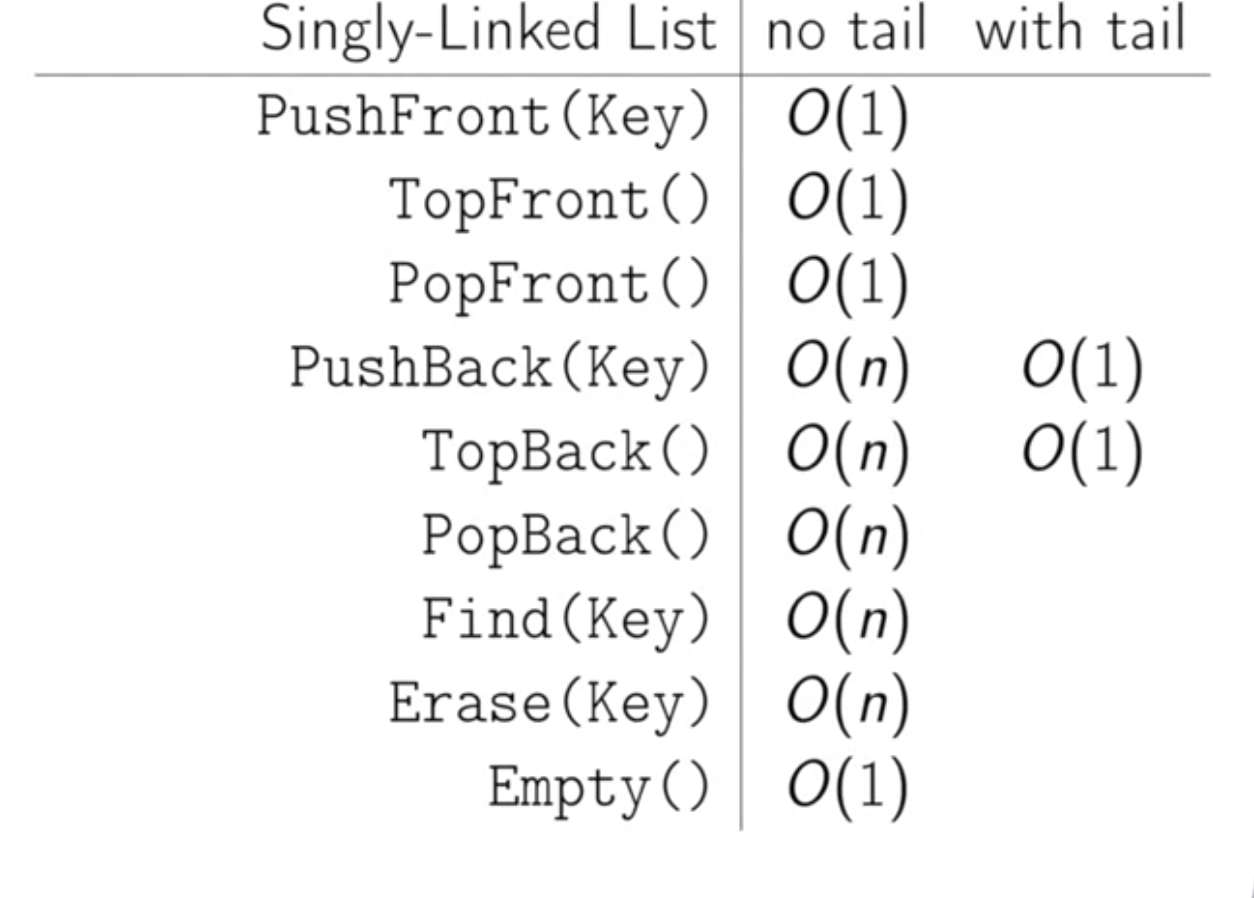 Singly-Linked List no tail with tail
PushFront(Key) O(1)
TopFront() O(1)
PopFront() O(1)
PushBack(Key) O(n) O(1)
TopBack() O(n) O(1)
PopBack() O(n)
Find(Key) O(n)
Erase(Key) O(n)
Empty() O(1)